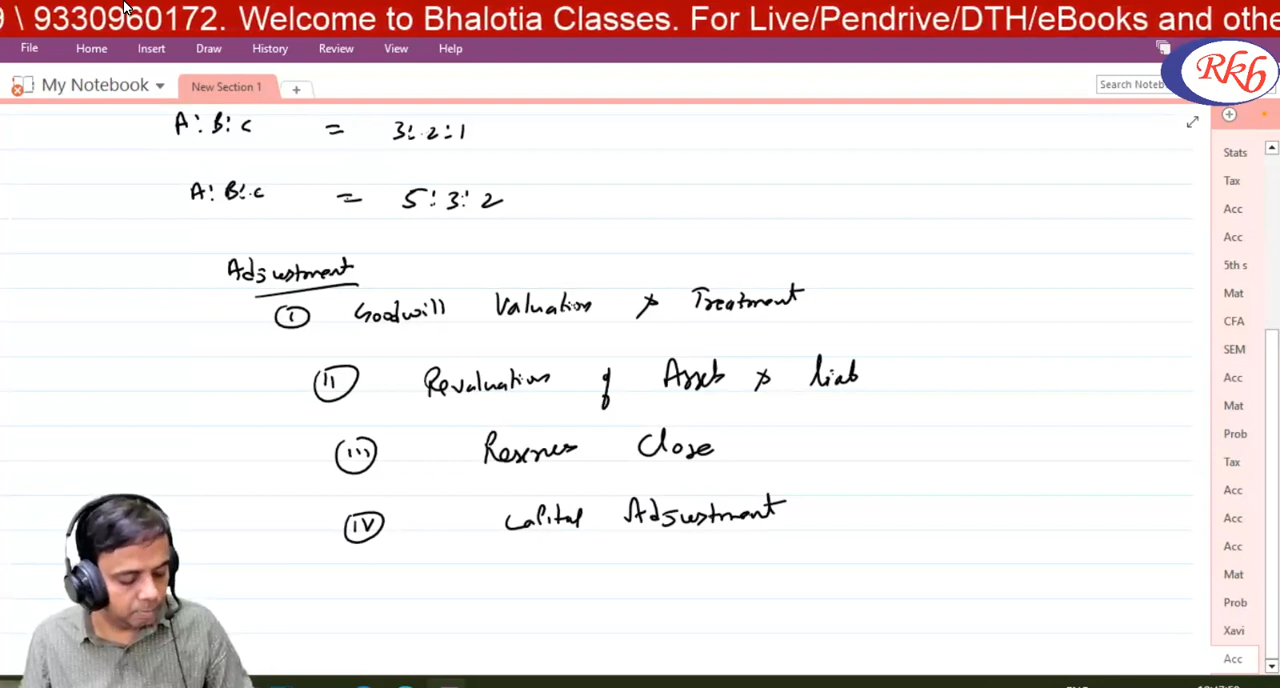 9 \ 9330960172. Welcome to Bhalotia Classes. For Live/Pendrive/DTH/eBooks and othe
File Home Insert Draw History Review View Help
My Notebook New Section 1 + Search Noteb
Rkb
A : B : C = 3 : 2 : 1
A : B : C = 5 : 3 : 2
Adjustment
(i) Goodwill Valuation & Treatment
(ii) Revaluation of Asset & liab
(iii) Reserves Close
(iv) Capital Adjustment
Stats
Tax
Acc
Acc
5th s
Mat
CFA
SEM
Acc
Mat
Prob
Tax
Acc
Acc
Acc
Mat
Prob
Xavi
Acc